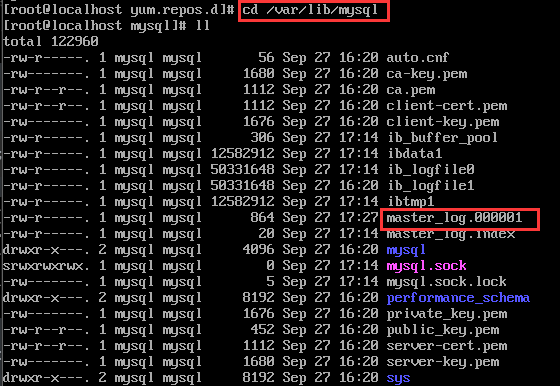 [root@localhost yum.repos.d]# cd /var/lib/mysql
[root@localhost mysql]# ll
total 122960
-rw-r-----. 1 mysql mysql 56 Sep 27 16:20 auto.cnf
-rw-------. 1 mysql mysql 1680 Sep 27 16:20 ca-key.pem
-rw-r--r--. 1 mysql mysql 1112 Sep 27 16:20 ca.pem
-rw-r--r--. 1 mysql mysql 1112 Sep 27 16:20 client-cert.pem
-rw-------. 1 mysql mysql 1676 Sep 27 16:20 client-key.pem
-rw-r-----. 1 mysql mysql 306 Sep 27 17:14 ib_buffer_pool
-rw-r-----. 1 mysql mysql 12582912 Sep 27 17:14 ibdata1
-rw-r-----. 1 mysql mysql 50331648 Sep 27 17:14 ib_logfile0
-rw-r-----. 1 mysql mysql 50331648 Sep 27 16:20 ib_logfile1
-rw-r-----. 1 mysql mysql 12582912 Sep 27 17:14 ibtmp1
-rw-r-----. 1 mysql mysql 864 Sep 27 17:27 master_log.000001
-rw-r-----. 1 mysql mysql 20 Sep 27 17:14 master_log.index
drwxr-x---. 2 mysql mysql 4096 Sep 27 16:20 mysql
srwxrwxrwx. 1 mysql mysql 0 Sep 27 17:14 mysql.sock
-rw-------. 1 mysql mysql 5 Sep 27 17:14 mysql.sock.lock
drwxr-x---. 2 mysql mysql 8192 Sep 27 16:20 performance_schema
-rw-------. 1 mysql mysql 1676 Sep 27 16:20 private_key.pem
-rw-r--r--. 1 mysql mysql 452 Sep 27 16:20 public_key.pem
-rw-r--r--. 1 mysql mysql 1112 Sep 27 16:20 server-cert.pem
-rw-------. 1 mysql mysql 1680 Sep 27 16:20 server-key.pem
drwxr-x---. 2 mysql mysql 8192 Sep 27 16:20 sys